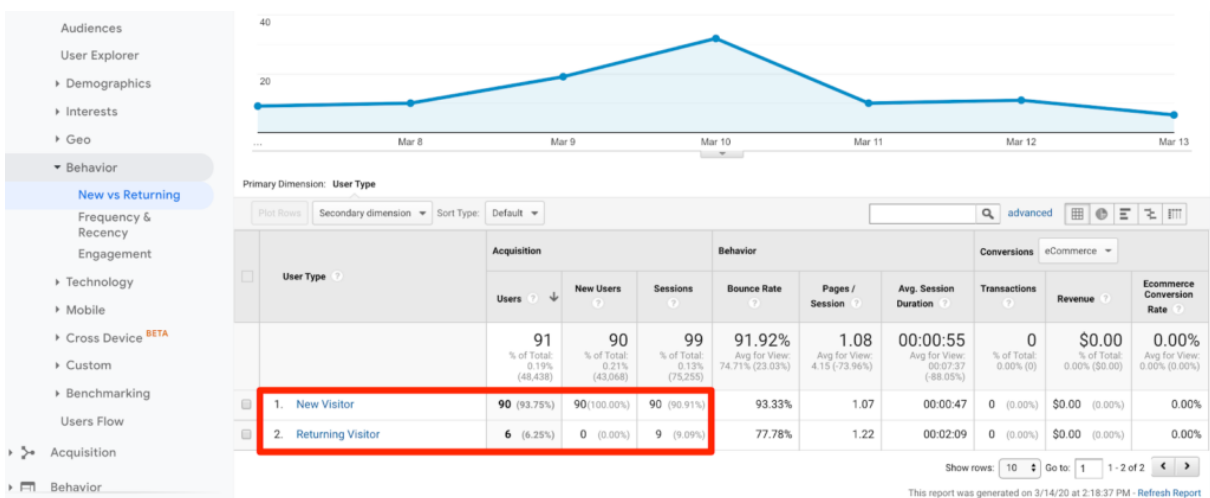 Audiences
User Explorer
Demographics
Interests
Geo
Behavior
New vs Returning
Frequency &
Recency
Engagement
Technology
Mobile
Cross Device BETA
Custom
Benchmarking
Users Flow
Acquisition
Behavior
40
20
... Mar 8 Mar 9 Mar 10 Mar 11 Mar 12 Mar 13
Primary Dimension: User Type
Plot Rows Secondary dimension Sort Type: Default advanced
User Type ? Acquisition Behavior Conversions eCommerce
Users ? New Users ? Sessions ? Bounce Rate ? Pages / Session ? Avg. Session Duration ? Transactions ? Revenue ? Ecommerce Conversion Rate ?
91 90 99 91.92% 1.08 00:00:55 0 $0.00 0.00%
% of Total: 0.19% (48,438) % of Total: 0.21% (43,068) % of Total: 0.13% (75,255) Avg for View: 74.71% (23.03%) Avg for View: 4.15 (-73.96%) Avg for View: 00:07:37 (-88.05%) % of Total: 0.00% (0) % of Total: 0.00% ($0.00) Avg for View: 0.00% (0.00%)
1. New Visitor 90 (93.75%) 90(100.00%) 90 (90.91%) 93.33% 1.07 00:00:47 0 (0.00%) $0.00 (0.00%) 0.00%
2. Returning Visitor 6 (6.25%) 0 (0.00%) 9 (9.09%) 77.78% 1.22 00:02:09 0 (0.00%) $0.00 (0.00%) 0.00%
Show rows: 10 Go to: 1 1 - 2 of 2
This report was generated on 3/14/20 at 2:18:37 PM - Refresh Report